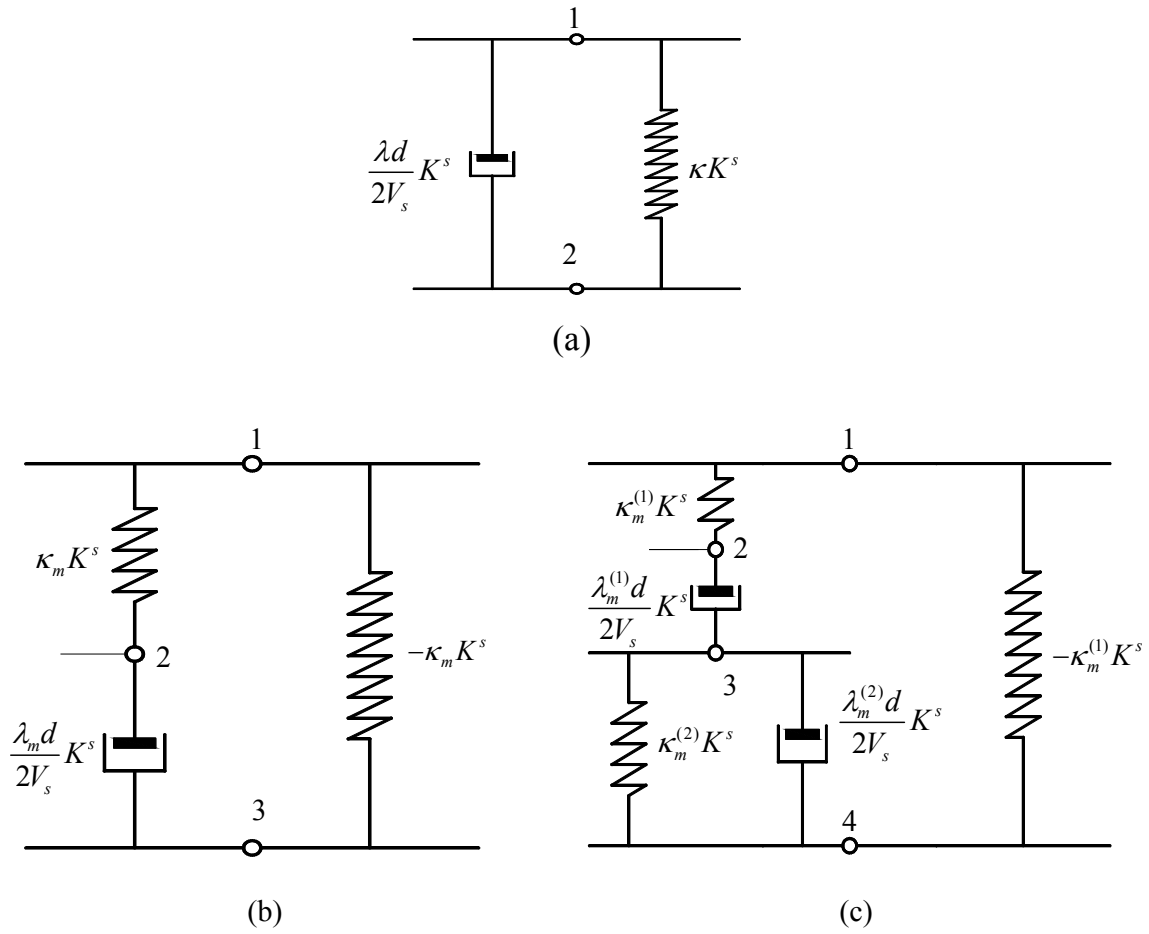 1
λd/2V_s K^s
κK^s
2
(a)
1
κ_m K^s
2
-κ_m K^s
λ_m d/2V_s K^s
3
(b)
1
κ_m^(1) K^s
2
λ_m^(1) d/2V_s K^s
-κ_m^(1) K^s
3
κ_m^(2) K^s
λ_m^(2) d/2V_s K^s
4
(c)